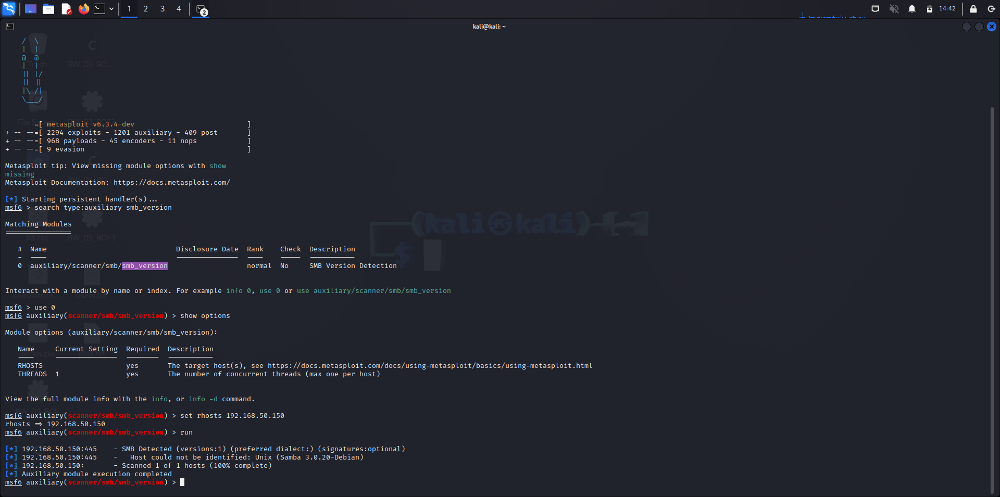 1 2 3 4 2 14:42
kali@kali: ~
/ \
| |
@ @
| |
|| |/
|| ||
|\_/|
\___/
Trash BW_D3_BO...
=[ metasploit v6.3.4-dev ]
+ -- --=[ 2294 exploits - 1201 auxiliary - 409 post ]
+ -- --=[ 968 payloads - 45 encoders - 11 nops ]
+ -- --=[ 9 evasion ]
Metasploit tip: View missing module options with show
missing
Metasploit Documentation: https://docs.metasploit.com/
[*] Starting persistent handler(s)...
msf6 > search type:auxiliary smb_version
Matching Modules
================
bd.exe BW_D3_BOF3
(kali㉿kali)-[~]
$
# Name Disclosure Date Rank Check Description
- ---- --------------- ---- ----- -----------
0 auxiliary/scanner/smb/smb_version normal No SMB Version Detection
Interact with a module by name or index. For example info 0, use 0 or use auxiliary/scanner/smb/smb_version
msf6 > use 0
msf6 auxiliary(scanner/smb/smb_version) > show options
Module options (auxiliary/scanner/smb/smb_version):
Name Current Setting Required Description
---- --------------- -------- -----------
RHOSTS yes The target host(s), see https://docs.metasploit.com/docs/using-metasploit/basics/using-metasploit.html
THREADS 1 yes The number of concurrent threads (max one per host)
View the full module info with the info, or info -d command.
msf6 auxiliary(scanner/smb/smb_version) > set rhosts 192.168.50.150
rhosts => 192.168.50.150
msf6 auxiliary(scanner/smb/smb_version) > run
[*] 192.168.50.150:445 - SMB Detected (versions:1) (preferred dialect:) (signatures:optional)
[*] 192.168.50.150:445 - Host could not be identified: Unix (Samba 3.0.20-Debian)
[*] 192.168.50.150: - Scanned 1 of 1 hosts (100% complete)
[*] Auxiliary module execution completed
msf6 auxiliary(scanner/smb/smb_version) >